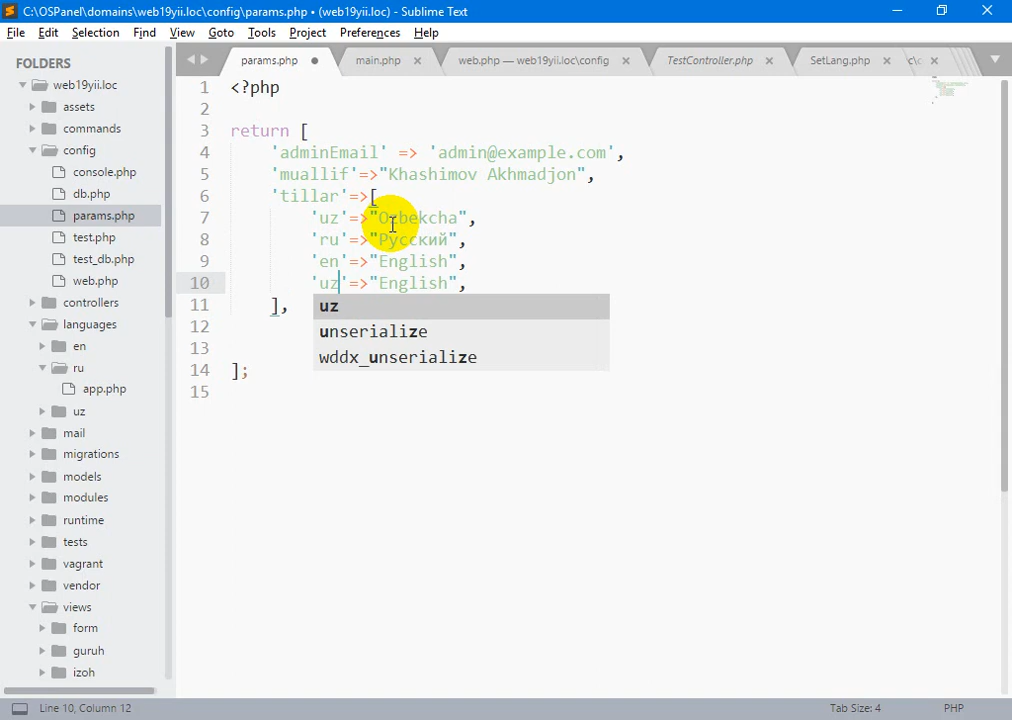 C:\OSPanel\domains\web19yii.loc\config\params.php • (web19yii.loc) - Sublime Text
File Edit Selection Find View Goto Tools Project Preferences Help
FOLDERS
web19yii.loc
assets
commands
config
console.php
db.php
params.php
test.php
test_db.php
web.php
controllers
languages
en
ru
app.php
uz
mail
migrations
models
modules
runtime
tests
vagrant
vendor
views
form
guruh
izoh
params.php main.php web.php — web19yii.loc\config TestController.php SetLang.php
1 <?php
2
3 return [
4 'adminEmail' => 'admin@example.com',
5 'muallif'=>"Khashimov Akhmadjon",
6 'tillar'=>[
7 'uz'=>"Ozbekcha",
8 'ru'=>"Русский",
9 'en'=>"English",
10 'uz'=>"English",
11 ],
12
13
14 ];
15
uz
unserialize
wddx_unserialize
Line 10, Column 12 Tab Size: 4 PHP